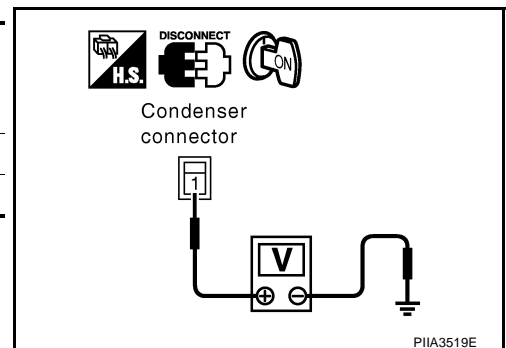 DISCONNECT
H.S.
ON
Condenser
connector
1
V
+ −
PIIA3519E